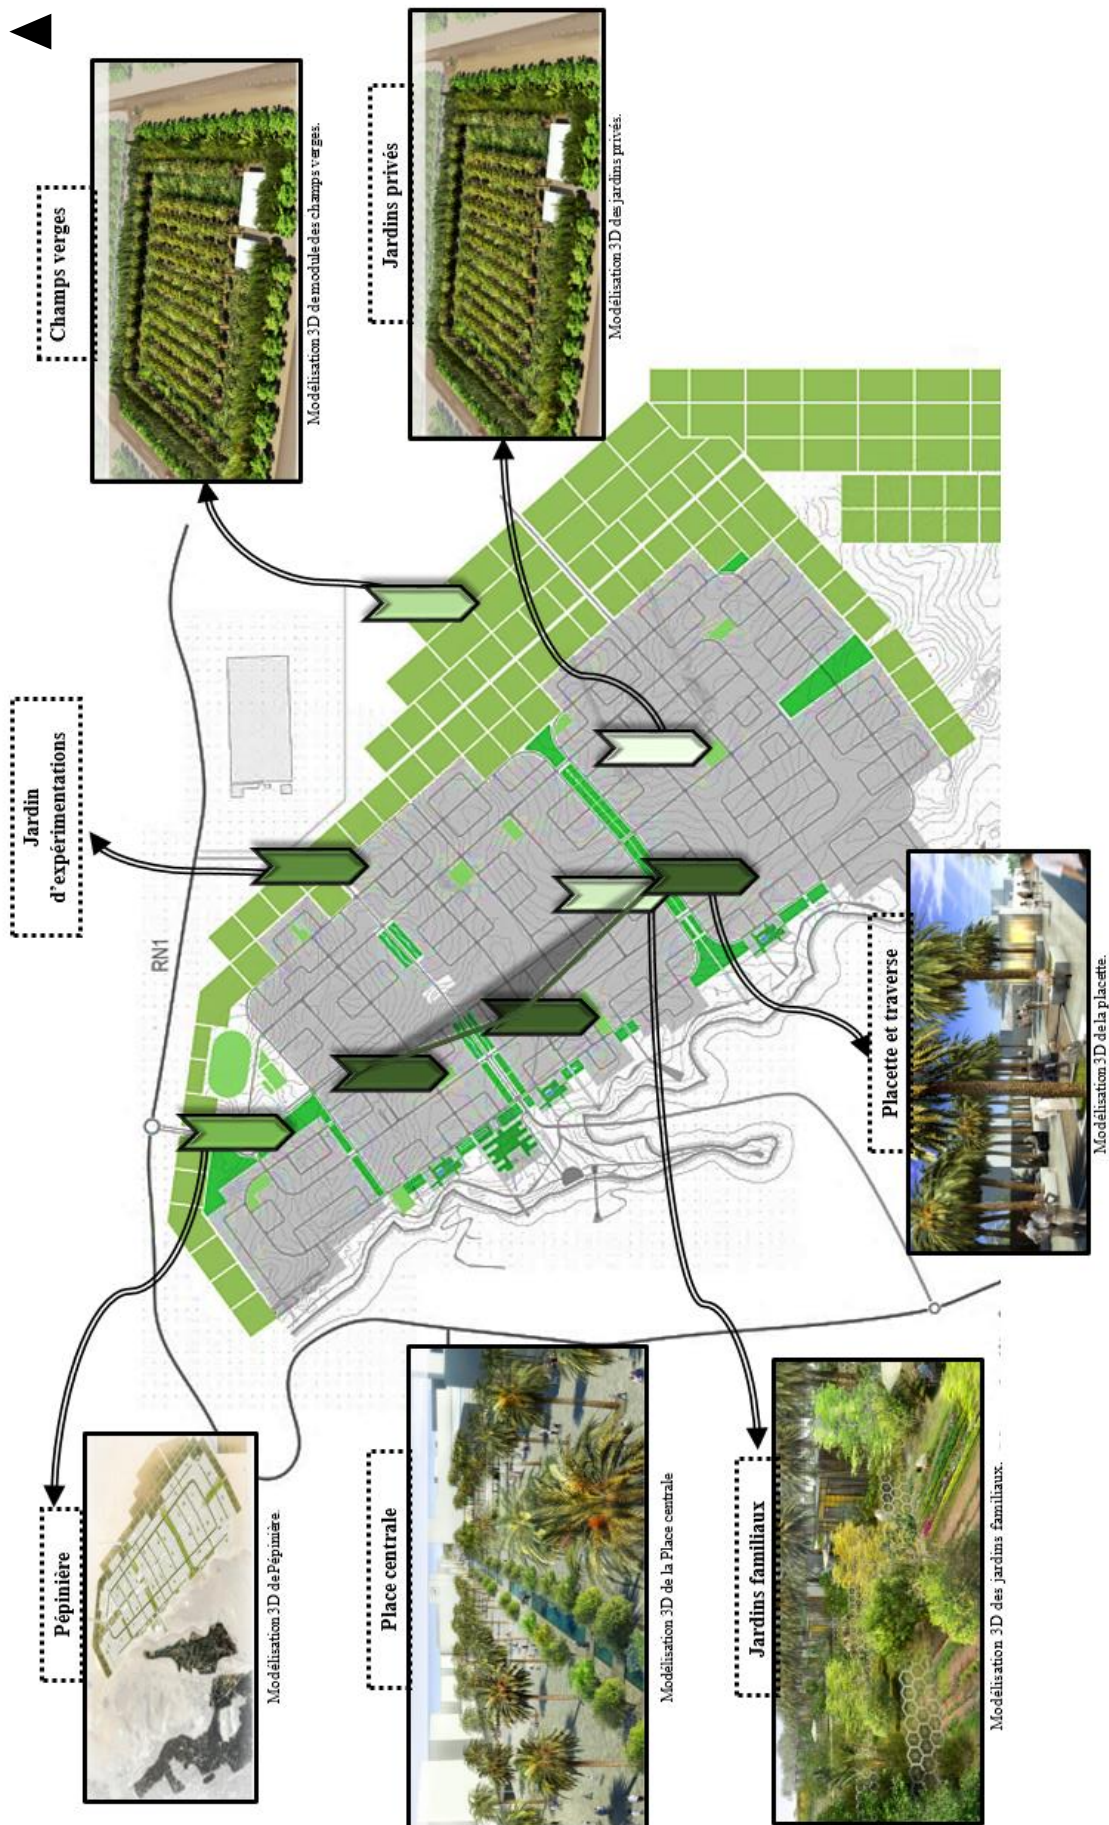 Pépinière
Modélisation 3D de Pépinière.
Jardin
d'expérimentations
Champs verges
Modélisation 3D de module des champs verges.
RN1
Place centrale
Modélisation 3D de la Place centrale
Jardins privés
Modélisation 3D des jardins privés.
Jardins familiaux
Modélisation 3D des jardins familiaux.
Placette et traverse
Modélisation 3D de la placette.